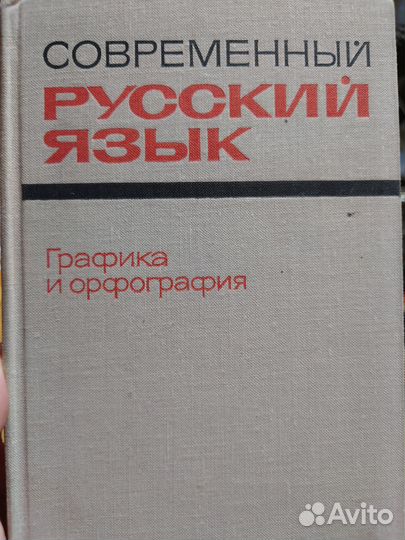 СОВРЕМЕННЫЙ
РУССКИЙ
ЯЗЫК
Графика
и орфография
Avito